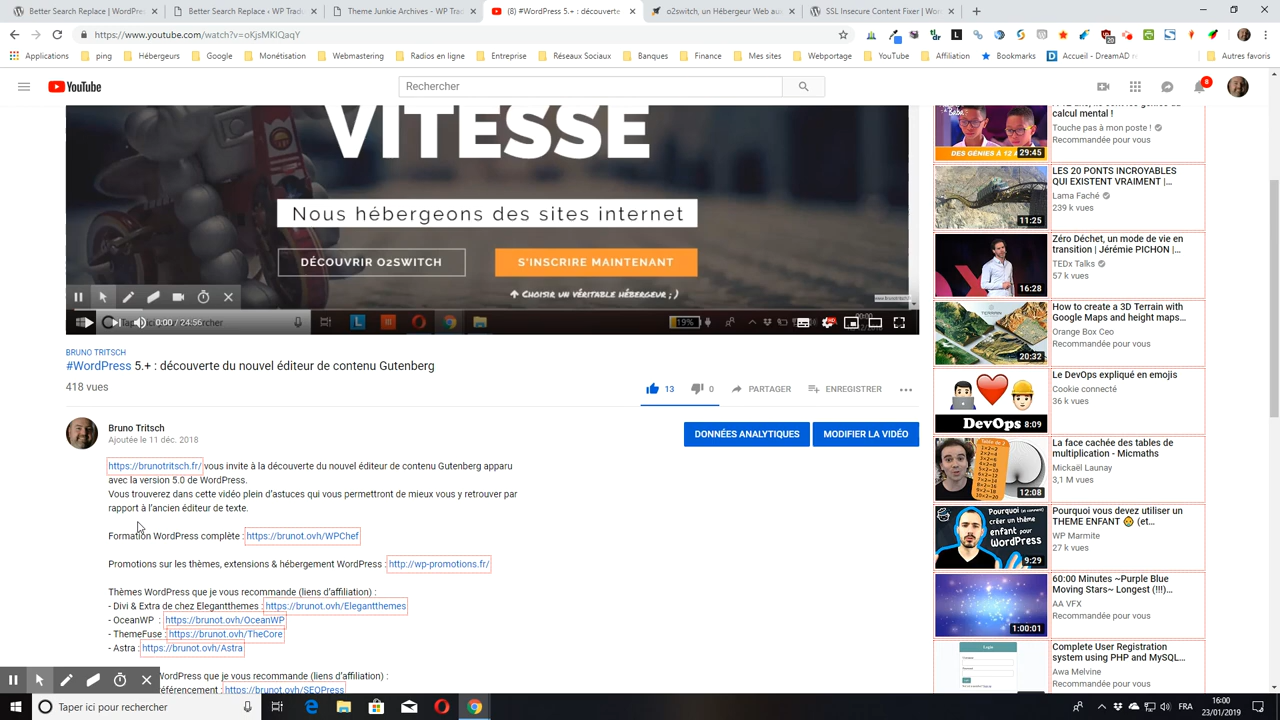 Better Search Replace – WP
Better Search Replace – WP
Theme Junkie Archives - WP Trad
(8) #WordPress 5.+ : découverte
o2switch, un Hébergeur Web au
SSL Insecure Content Fixer | Wor
https://www.youtube.com/watch?v=oKjsMKIQaqY
Applications
ping
Hébergeurs
Google
Monétisation
Webmastering
Radios en ligne
Entreprise
Réseaux Sociaux
Banques
Finance
Mes sites
Webportage
YouTube
Affiliation
Bookmarks
Accueil - DreamAD
Autres favoris
YouTube
Rechercher
8
VITESSE
Nous hébergeons des sites internet
DÉCOUVRIR O2SWITCH
S'INSCRIRE MAINTENANT
CHOISIR UN VÉRITABLE HÉBERGEUR ;)
0:00 / 24:56
19%
BRUNO TRITSCH
#WordPress 5.+ : découverte du nouvel éditeur de contenu Gutenberg
418 vues
13
0
PARTAGER
ENREGISTRER
Bruno Tritsch
Ajoutée le 11 déc. 2018
DONNÉES ANALYTIQUES
MODIFIER LA VIDÉO
https://brunotritsch.fr/ vous invite à la découverte du nouvel éditeur de contenu Gutenberg apparu
avec la version 5.0 de WordPress.
Vous trouverez dans cette vidéo plein d'astuces qui vous permettront de mieux vous y retrouver par
rapport à l'ancien éditeur de texte.
Formation WordPress complète : https://brunot.ovh/WPChef
Promotions sur les thèmes, extensions & hébergement WordPress : http://wp-promotions.fr/
Thèmes WordPress que je vous recommande (liens d'affiliation) :
- Divi & Extra de chez Elegantthemes : https://brunot.ovh/Elegantthemes
- OceanWP : https://brunot.ovh/OceanWP
- ThemeFuse : https://brunot.ovh/TheCore
- Astra : https://brunot.ovh/Astra
WordPress que je vous recommande (liens d'affiliation) :
référencement : https://brunot.ovh/SEOPress
calcul mental !
Touche pas à mon poste !
Recommandée pour vous
29:45
LES 20 PONTS INCROYABLES
QUI EXISTENT VRAIMENT |...
Lama Faché
239 k vues
11:25
Zéro Déchet, un mode de vie en
transition | Jérémie PICHON |...
TEDx Talks
57 k vues
16:28
How to create a 3D Terrain with
Google Maps and height maps...
Orange Box Ceo
Recommandée pour vous
20:32
Le DevOps expliqué en emojis
Cookie connecté
36 k vues
DevOps 8:09
La face cachée des tables de
multiplication - Micmaths
Mickaël Launay
3,1 M vues
12:08
Pourquoi vous devez utiliser un
THEME ENFANT (et...
WP Marmite
27 k vues
9:29
60:00 Minutes ~Purple Blue
Moving Stars~ Longest (!!!)...
AA VFX
Recommandée pour vous
1:00:01
Complete User Registration
system using PHP and MySQL...
Awa Melvine
Recommandée pour vous
Taper ici pour rechercher
FRA
16:00
23/01/2019